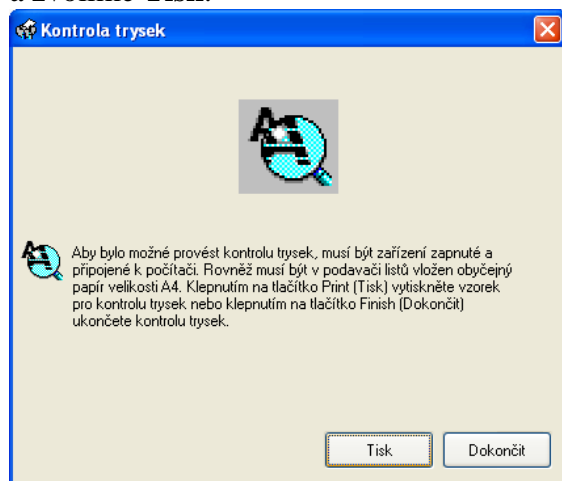 Kontrola trysek
Aby bylo možné provést kontrolu trysek, musí být zařízení zapnuté a
připojené k počítači. Rovněž musí být v podavači listů vložen obyčejný
papír velikosti A4. Klepnutím na tlačítko Print (Tisk) vytiskněte vzorek
pro kontrolu trysek nebo klepnutím na tlačítko Finish (Dokončit)
ukončete kontrolu trysek.
Tisk Dokončit